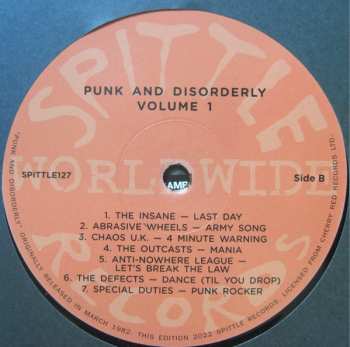 SPITTLE
WORLDWIDE
RECORDS
PUNK AND DISORDERLY
VOLUME 1
SPITTLE127
Side B
AMP
1. THE INSANE — LAST DAY
2. ABRASIVE WHEELS — ARMY SONG
3. CHAOS U.K. — 4 MINUTE WARNING
4. THE OUTCASTS — MANIA
5. ANTI-NOWHERE LEAGUE —
LET'S BREAK THE LAW
6. THE DEFECTS — DANCE (TIL YOU DROP)
7. SPECIAL DUTIES — PUNK ROCKER
"PUNK AND DISORDERLY" ORIGINALLY RELEASED IN MARCH 1982. THIS EDITION 2022 SPITTLE RECORDS. LICENSED FROM CHERRY RED RECORDS LTD.